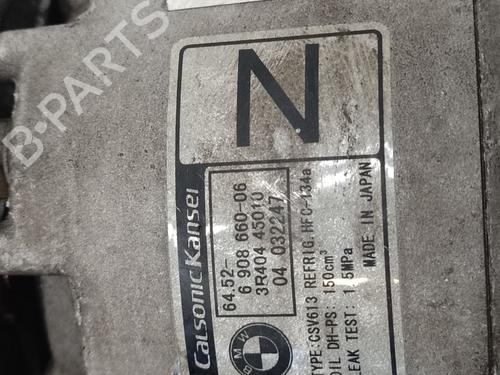 B-PARTS
N
CalsonicKansei
64.52-
6 908 660-06
3R404 45010
04 032247
BMW
TYPE:CSV613 REFRIG.HFC-134a
OIL DH-PS: 150cm³
LEAK TEST: 1.5MPa
MADE IN JAPAN